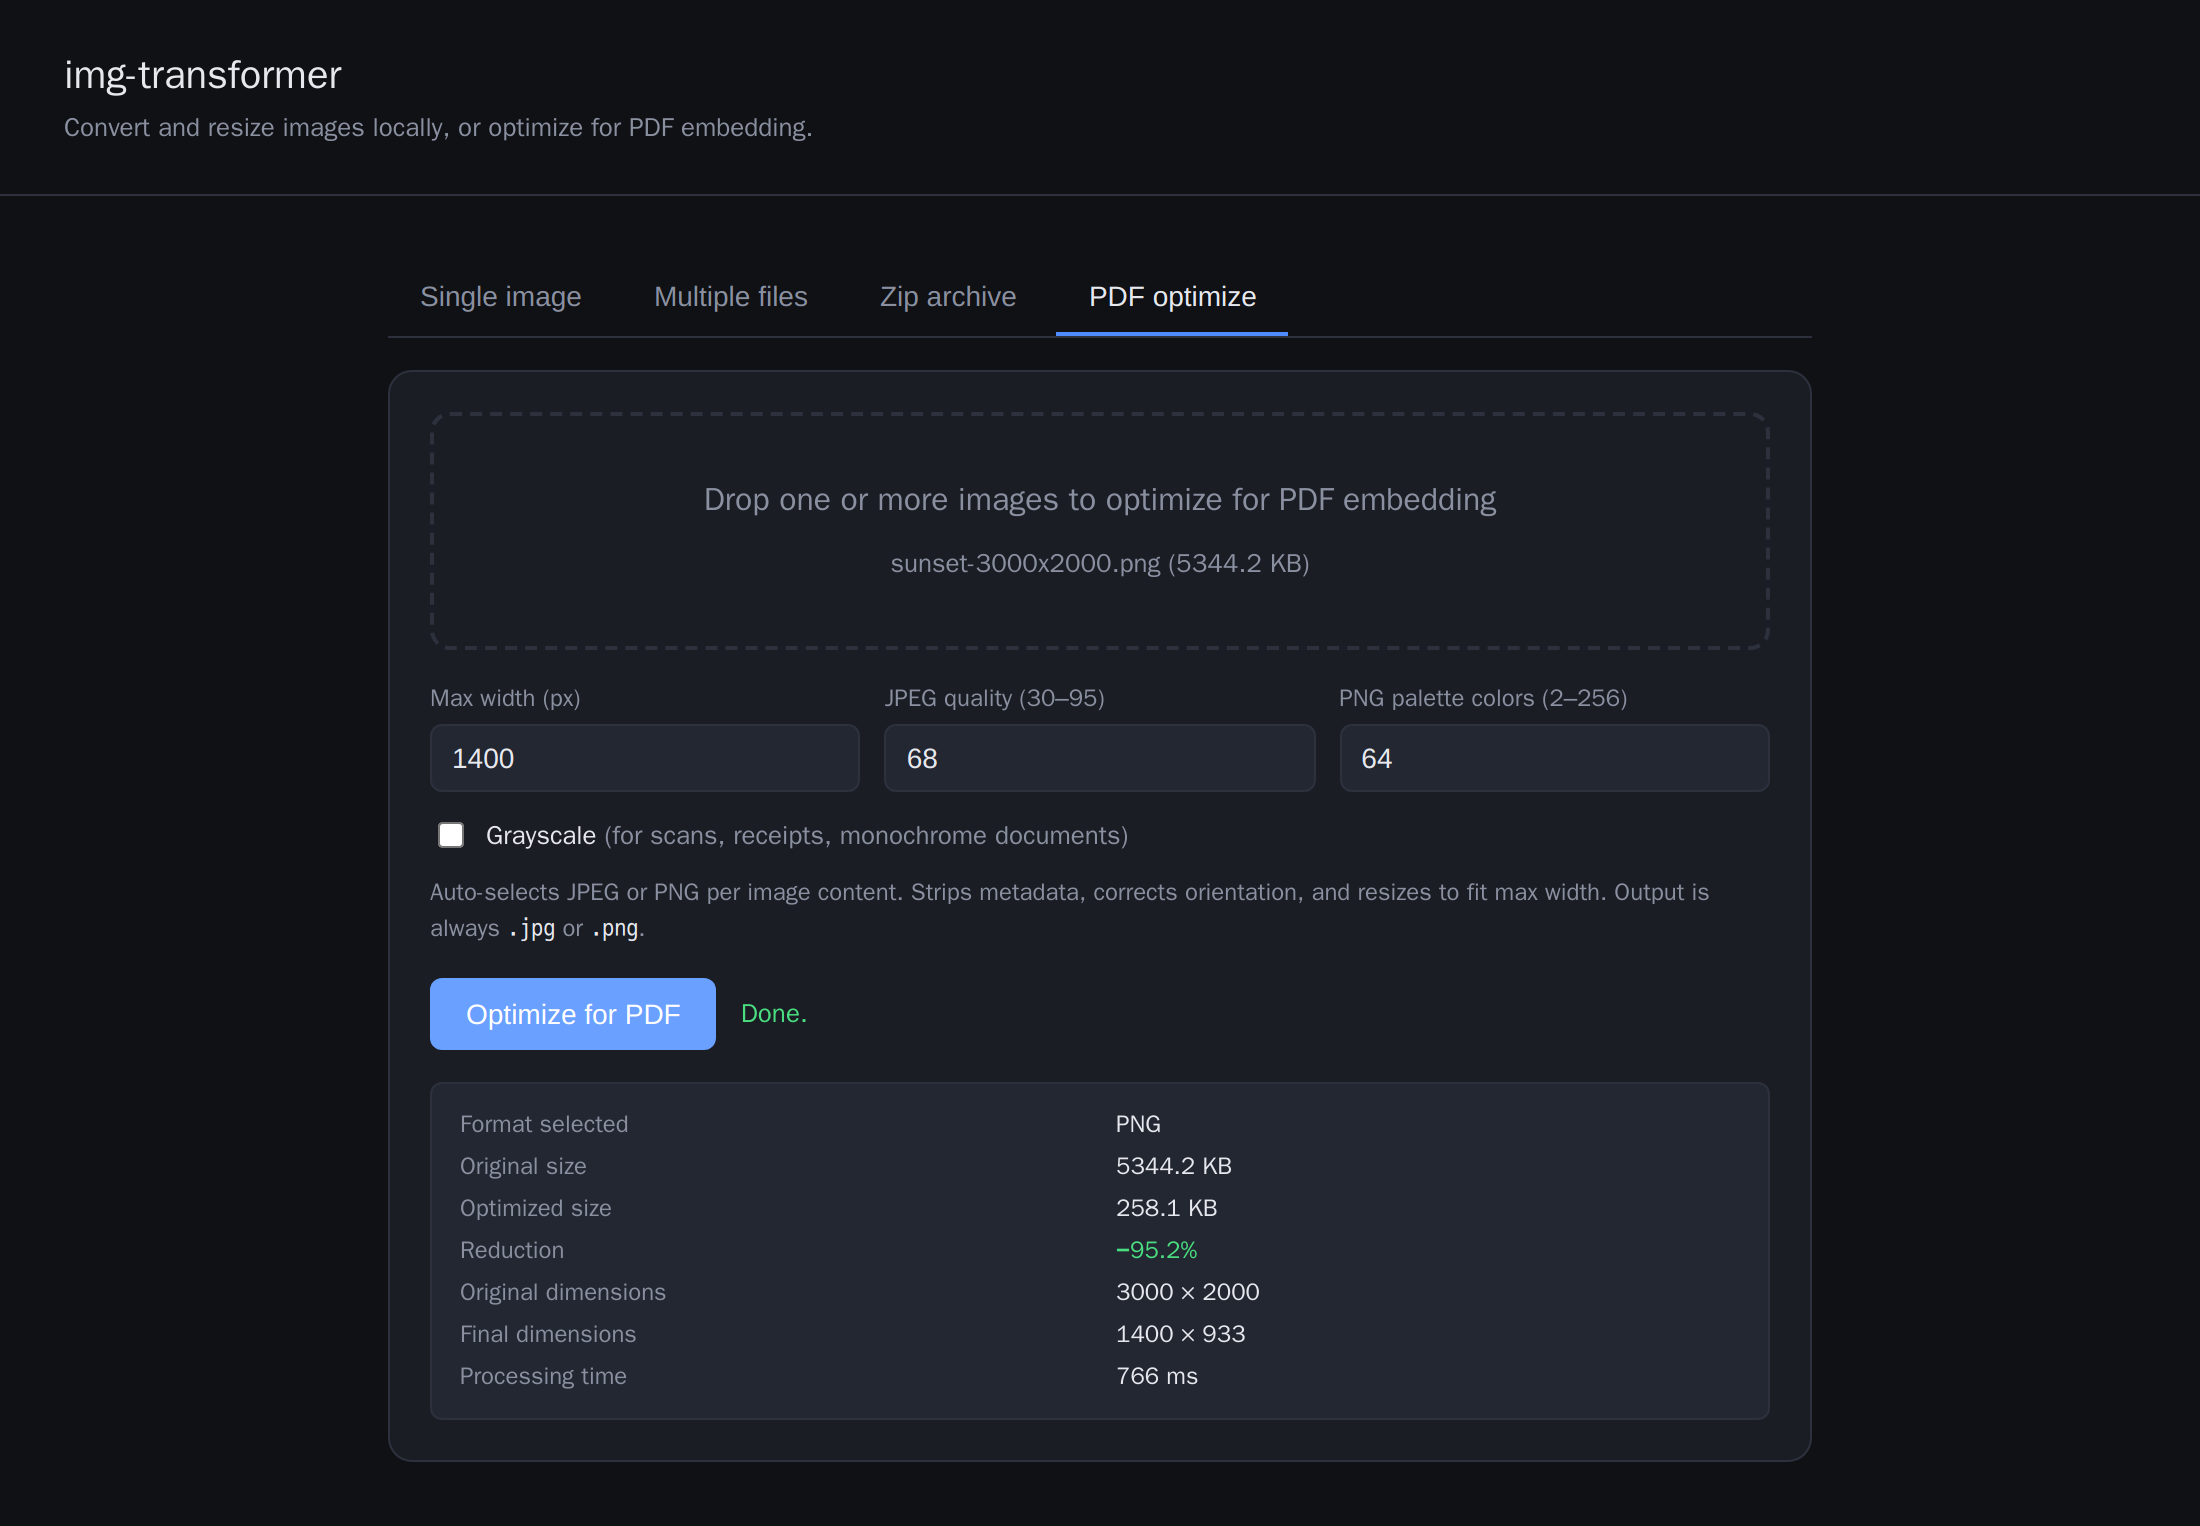 img-transformer
Convert and resize images locally, or optimize for PDF embedding.
Single image Multiple files Zip archive PDF optimize
Drop one or more images to optimize for PDF embedding
sunset-3000x2000.png (5344.2 KB)
Max width (px) JPEG quality (30–95) PNG palette colors (2–256)
1400 68 64
Grayscale (for scans, receipts, monochrome documents)
Auto-selects JPEG or PNG per image content. Strips metadata, corrects orientation, and resizes to fit max width. Output is
always .jpg or .png.
Optimize for PDF Done.
Format selected PNG
Original size 5344.2 KB
Optimized size 258.1 KB
Reduction −95.2%
Original dimensions 3000 × 2000
Final dimensions 1400 × 933
Processing time 766 ms